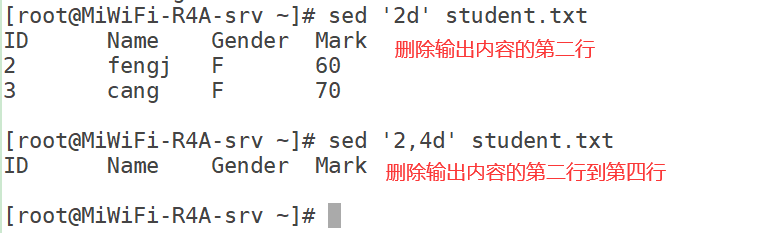 [root@MiWiFi-R4A-srv ~]# sed '2d' student.txt
ID Name Gender Mark 删除输出内容的第二行
2 fengj F 60
3 cang F 70
[root@MiWiFi-R4A-srv ~]# sed '2,4d' student.txt
ID Name Gender Mark 删除输出内容的第二行到第四行
[root@MiWiFi-R4A-srv ~]#